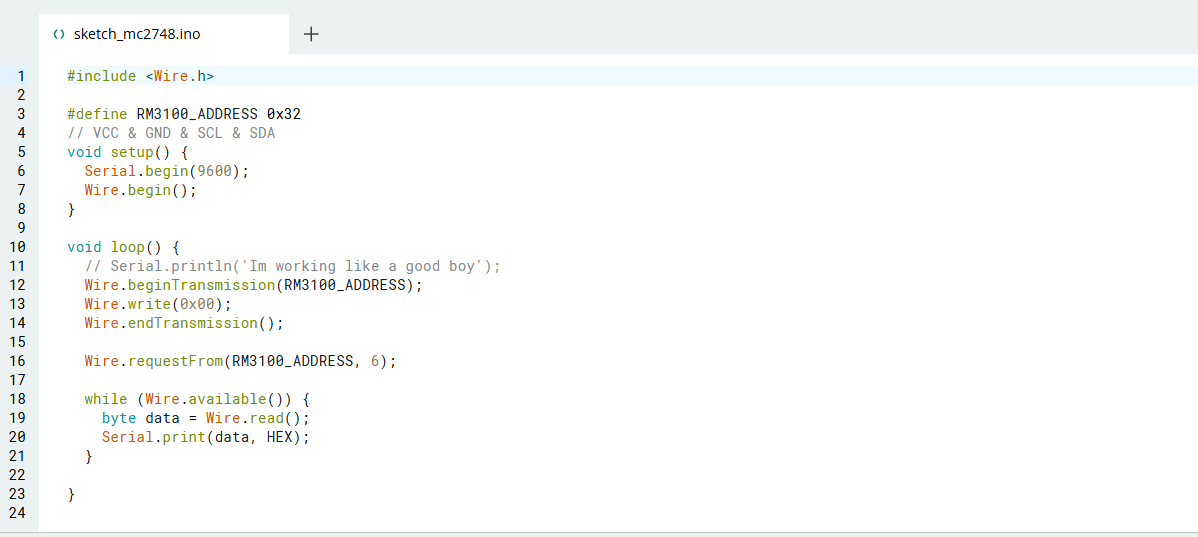 sketch_mc2748.ino
1 #include <Wire.h>
2
3 #define RM3100_ADDRESS 0x32
4 // VCC & GND & SCL & SDA
5 void setup() {
6 Serial.begin(9600);
7 Wire.begin();
8 }
9
10 void loop() {
11 // Serial.println('Im working like a good boy');
12 Wire.beginTransmission(RM3100_ADDRESS);
13 Wire.write(0x00);
14 Wire.endTransmission();
15
16 Wire.requestFrom(RM3100_ADDRESS, 6);
17
18 while (Wire.available()) {
19 byte data = Wire.read();
20 Serial.print(data, HEX);
21 }
22
23 }
24